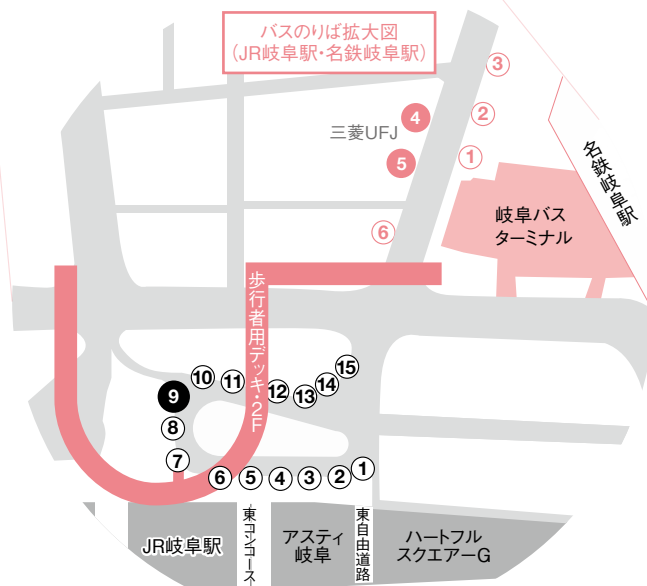 バスのりば拡大図
（JR岐阜駅・名鉄岐阜駅）
3
4
2
三菱UFJ
5
1
名鉄岐阜駅
岐阜バス
ターミナル
6
歩行者用デッキ・2F
15
10
11
12
14
13
9
8
7
6
5
4
3
2
1
JR岐阜駅
東コンコース
アスティ
岐阜
東自由道路
ハートフル
スクエアーG